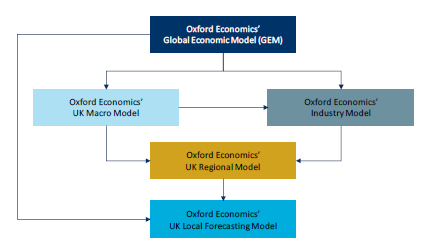 Oxford Economics'
Global Economic Model (GEM)
Oxford Economics'
UK Macro Model
Oxford Economics'
Industry Model
Oxford Economics'
UK Regional Model
Oxford Economics'
UK Local Forecasting Model